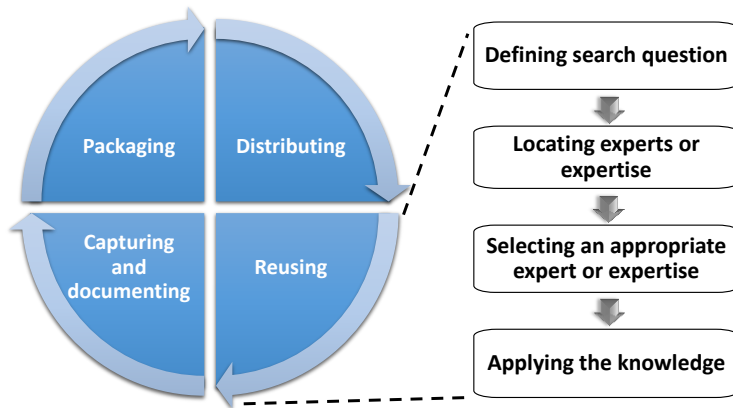 Packaging
Distributing
Capturing
and
documenting
Reusing
Defining search question
Locating experts or
expertise
Selecting an appropriate
expert or expertise
Applying the knowledge